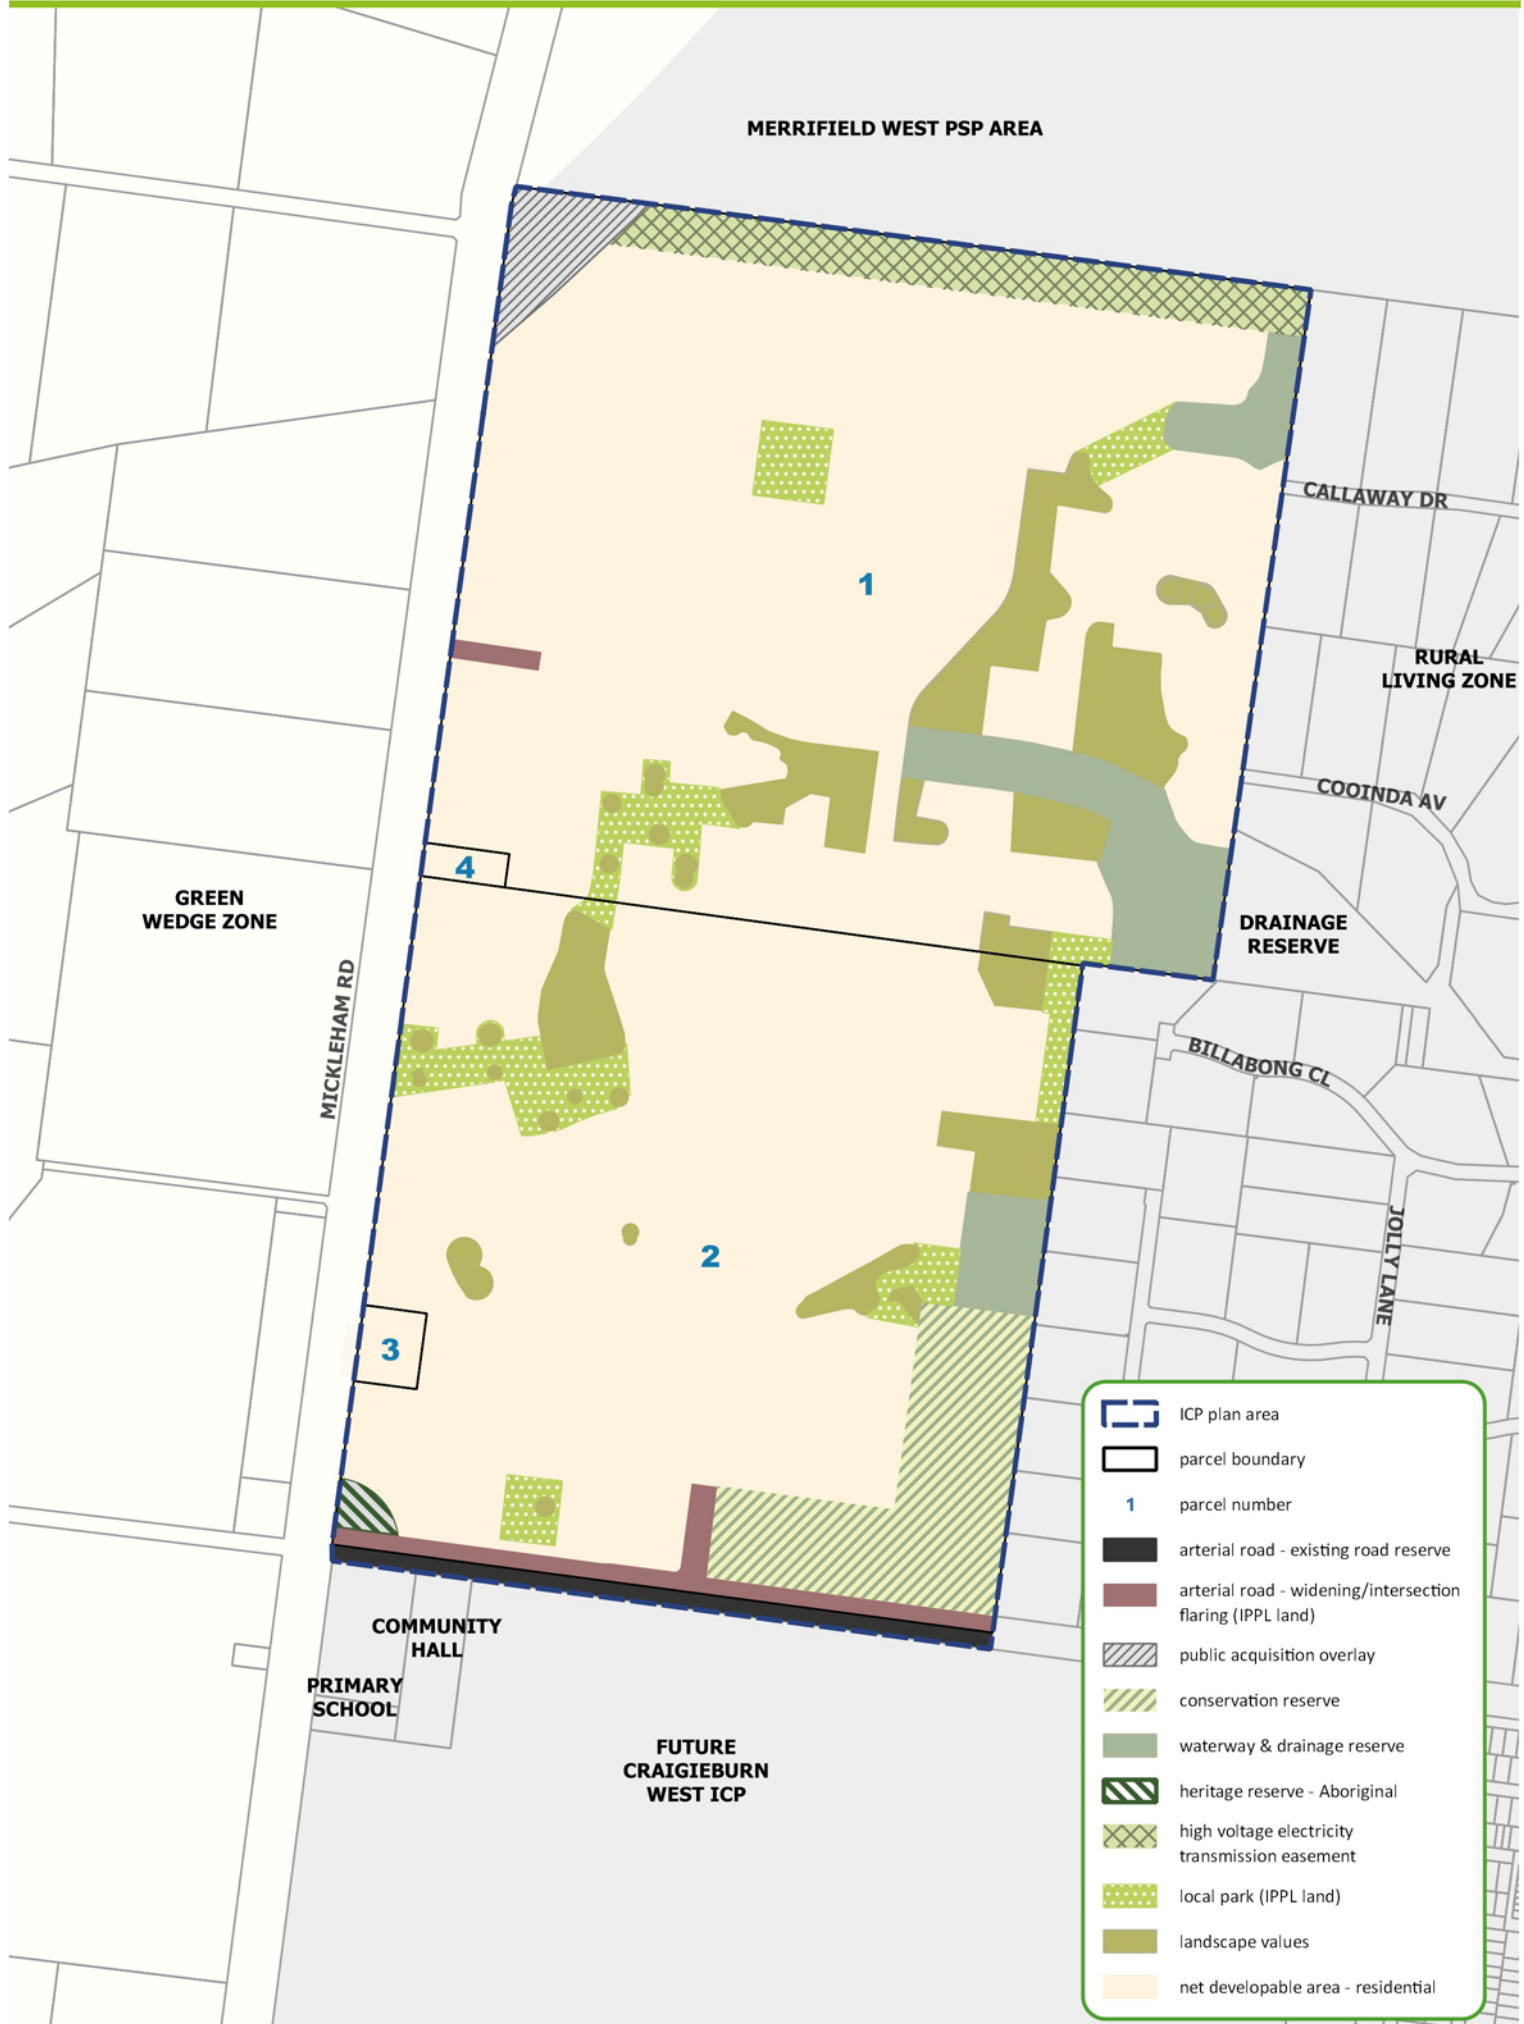 MERRIFIELD WEST PSP AREA
CALLAWAY DR
1
RURAL
LIVING ZONE
COOINDA AV
4
GREEN
WEDGE ZONE
DRAINAGE
RESERVE
MICKLEHAM RD
BILLABONG CL
2
JOLLY LANE
3
COMMUNITY
HALL
PRIMARY
SCHOOL
FUTURE
CRAIGIEBURN
WEST ICP
ICP plan area
parcel boundary
1 parcel number
arterial road - existing road reserve
arterial road - widening/intersection
flaring (IPPL land)
public acquisition overlay
conservation reserve
waterway & drainage reserve
heritage reserve - Aboriginal
high voltage electricity
transmission easement
local park (IPPL land)
landscape values
net developable area - residential